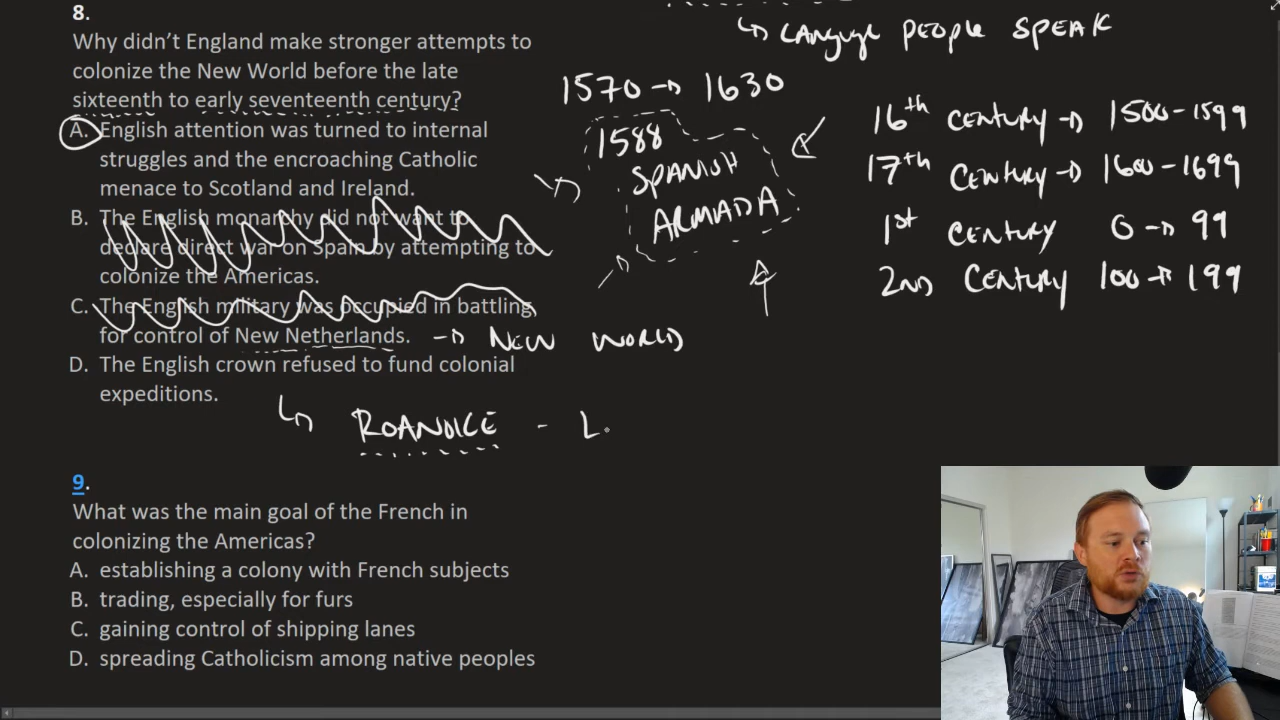 8.
Why didn't England make stronger attempts to
colonize the New World before the late
sixteenth to early seventeenth century?
A. English attention was turned to internal
struggles and the encroaching Catholic
menace to Scotland and Ireland.
B. The English monarchy did not want to
declare direct war on Spain by attempting to
colonize the Americas.
C. The English military was occupied in battling
for control of New Netherlands. → NEW WORLD
D. The English crown refused to fund colonial
expeditions.
ROANOKE - L
LANGUAGE PEOPLE SPEAK
1570 → 1630
1588
SPANISH
ARMADA
16th CENTURY → 1500-1599
17th CENTURY → 1600-1699
1st CENTURY 0 → 99
2ND CENTURY 100 → 199
9.
What was the main goal of the French in
colonizing the Americas?
A. establishing a colony with French subjects
B. trading, especially for furs
C. gaining control of shipping lanes
D. spreading Catholicism among native peoples